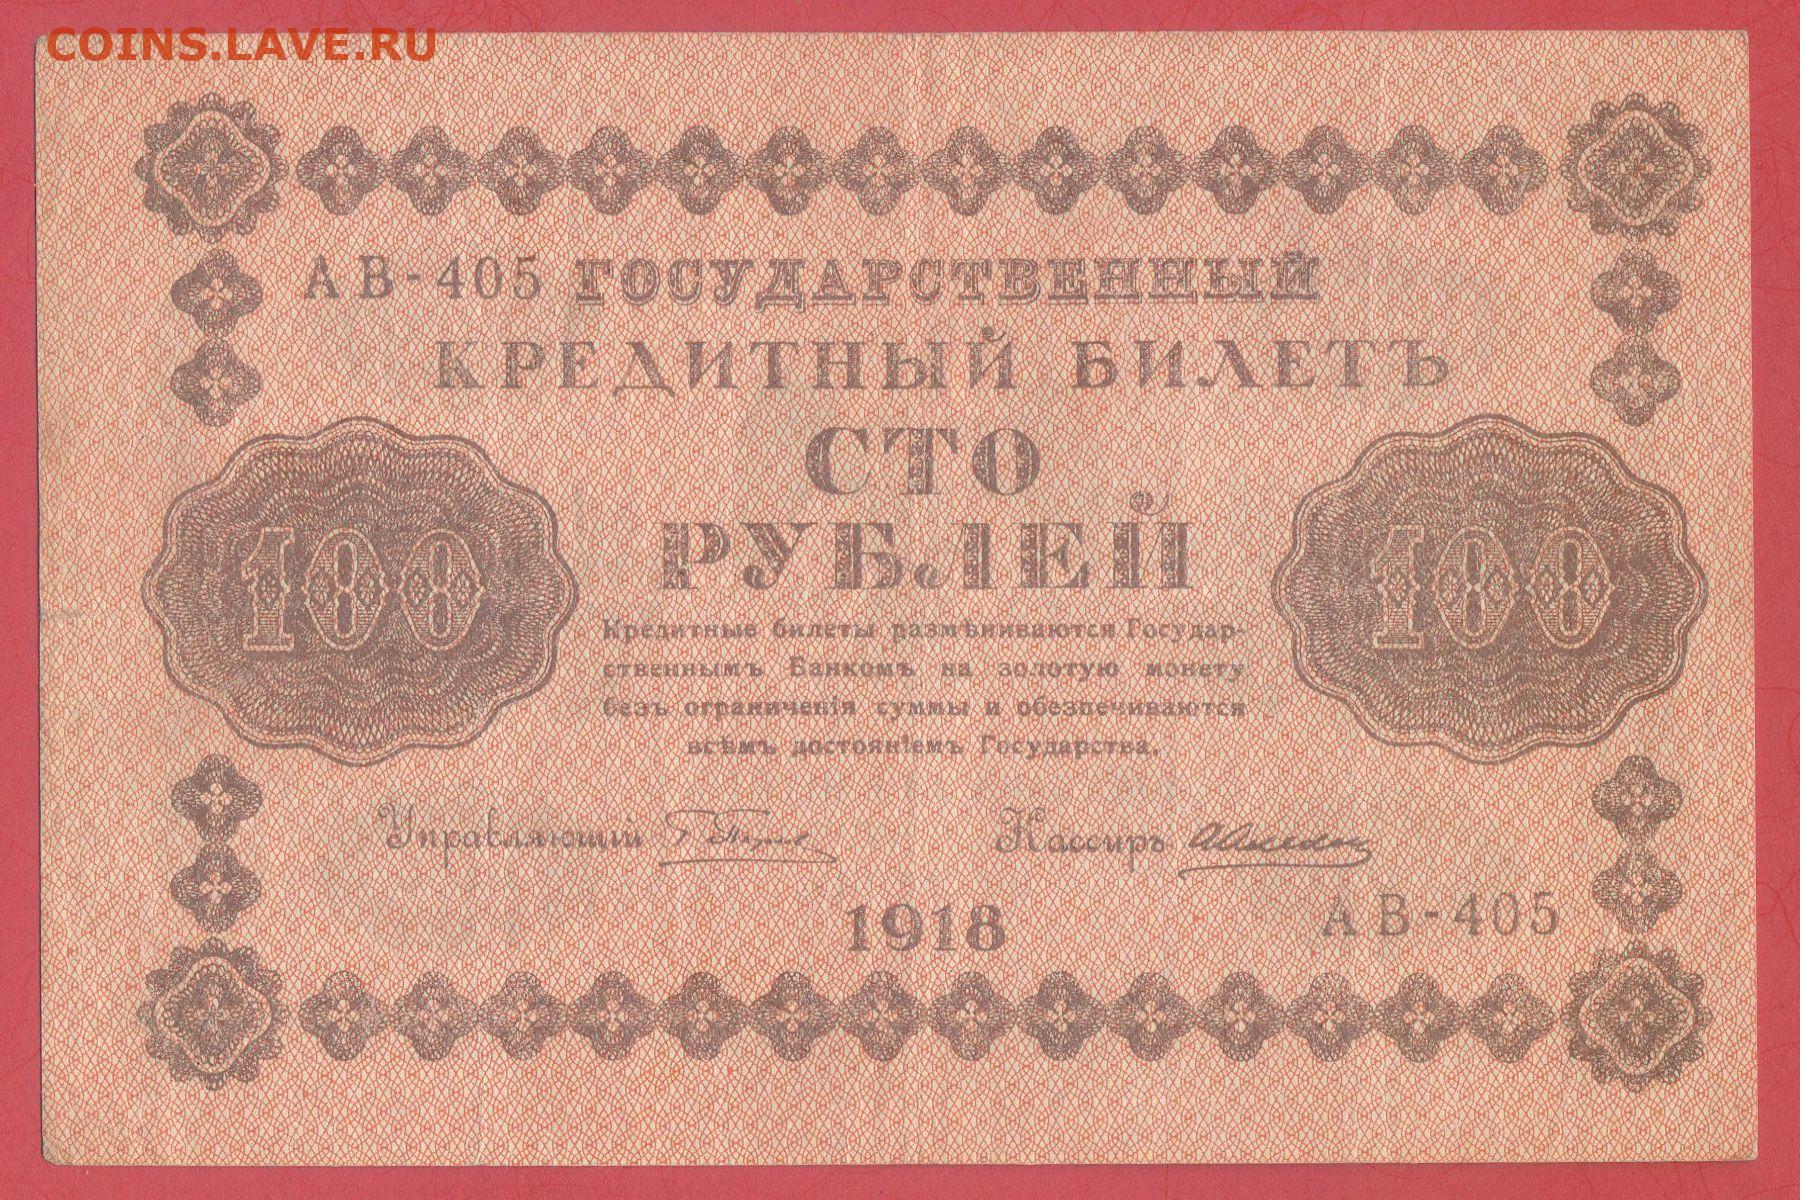 COINS.LAVE.RU
АВ-405 ГОСУДАРСТВЕННЫЙ
КРЕДИТНЫЙ БИЛЕТЪ
СТО
РУБЛЕЙ
100
100
Кредитные билеты размѣниваются Государ-
ственнымъ Банкомъ на золотую монету
безъ ограниченія суммы и обезпечиваются
всѣмъ достояніемъ Государства.
Управляющій Кассиръ
1918 АВ-405